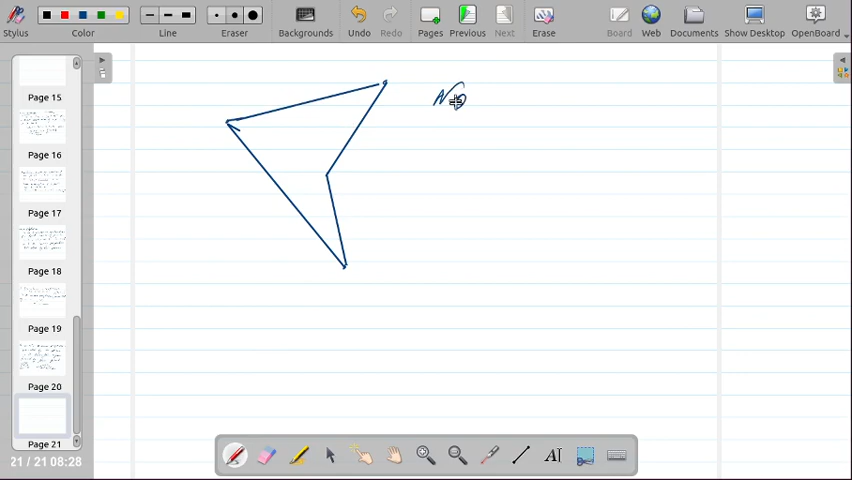 Stylus
Color
Line
Eraser
Backgrounds
Undo
Redo
Pages
Previous
Next
Erase
Board
Web
Documents
Show Desktop
OpenBoard
Page 15
Page 16
Page 17
Page 18
Page 19
Page 20
Page 21
21 / 21 08:28
No